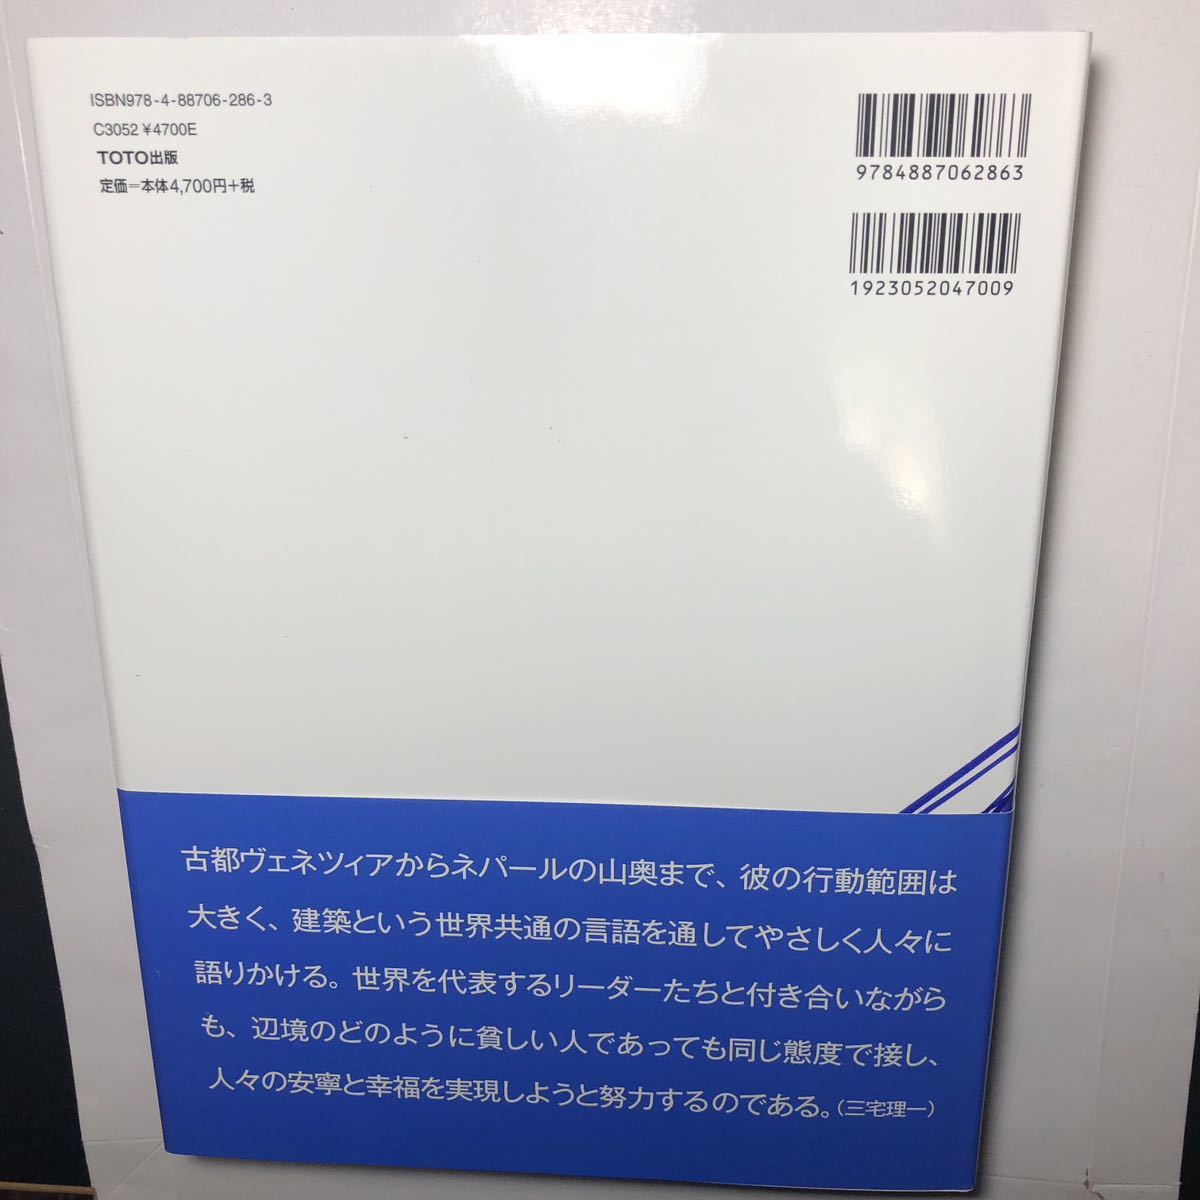 ISBN978-4-88706-286-3
C3052 ¥4700E
TOTO出版
定価=本体4,700円+税
9784887062863
1923052047009
古都ヴェネツィアからネパールの山奥まで、彼の行動範囲は
大きく、建築という世界共通の言語を通してやさしく人々に
語りかける。世界を代表するリーダーたちと付き合いながら
も、辺境のどのように貧しい人であっても同じ態度で接し、
人々の安寧と幸福を実現しようと努力するのである。(三宅理一)